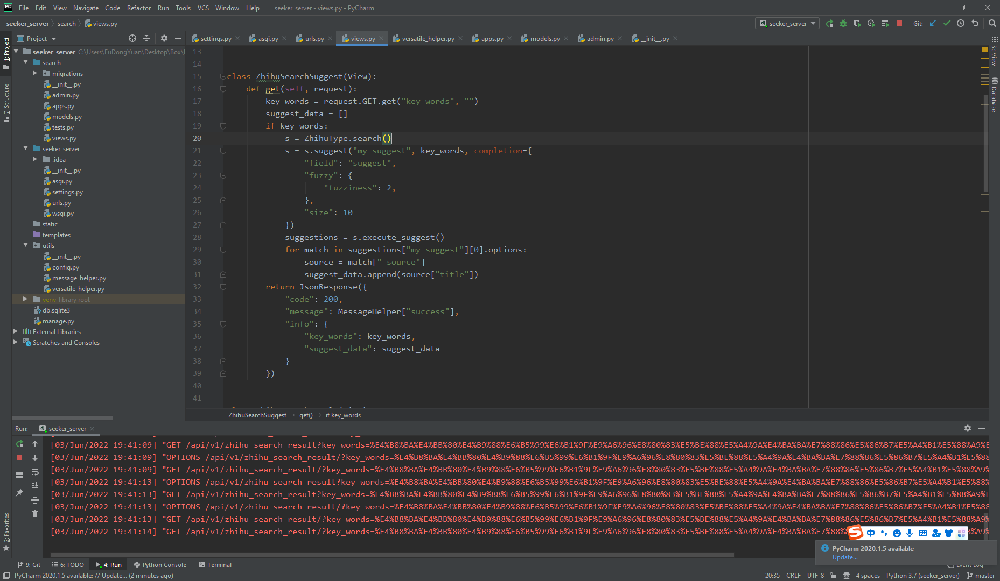 File Edit View Navigate Code Refactor Run Tools VCS Window Help seeker_server - views.py - PyCharm
seeker_server search views.py
seeker_server Git:
Project
settings.py asgi.py urls.py views.py versatile_helper.py apps.py models.py admin.py __init__.py
1: Project
7: Structure
2: Favorites
SciView
Database
seeker_server C:\Users\FuDongYuan\Desktop\Box\
search
migrations
__init__.py
admin.py
apps.py
models.py
tests.py
views.py
seeker_server
.idea
__init__.py
asgi.py
settings.py
urls.py
wsgi.py
static
templates
utils
__init__.py
config.py
message_helper.py
versatile_helper.py
venv library root
db.sqlite3
manage.py
External Libraries
Scratches and Consoles
13
14
15 class ZhihuSearchSuggest(View):
16 def get(self, request):
17 key_words = request.GET.get("key_words", "")
18 suggest_data = []
19 if key_words:
20 s = ZhihuType.search()
21 s = s.suggest("my-suggest", key_words, completion={
22 "field": "suggest",
23 "fuzzy": {
24 "fuzziness": 2,
25 },
26 "size": 10
27 })
28 suggestions = s.execute_suggest()
29 for match in suggestions["my-suggest"][0].options:
30 source = match["_source"]
31 suggest_data.append(source["title"])
32 return JsonResponse({
33 "code": 200,
34 "message": MessageHelper["success"],
35 "info": {
36 "key_words": key_words,
37 "suggest_data": suggest_data
38 }
39 })
40
41
ZhihuSearchSuggest get() if key_words
Run: seeker_server
[03/Jun/2022 19:41:09] "GET /api/v1/zhihu_search_result?key_words=%E4%B8%BA%E4%BB%80%E4%B9%88%E6%B5%99%E6%B1%9F%E9%A6%96%E8%80%83%E5%BE%88%E5%A4%9A%E4%BA%BA%E7%88%86%E5%86%B7%E5%A4%B1%E5%88%A9%E
[03/Jun/2022 19:41:09] "OPTIONS /api/v1/zhihu_search_result/?key_words=%E4%B8%BA%E4%BB%80%E4%B9%88%E6%B5%99%E6%B1%9F%E9%A6%96%E8%80%83%E5%BE%88%E5%A4%9A%E4%BA%BA%E7%88%86%E5%86%B7%E5%A4%B1%E5%88
[03/Jun/2022 19:41:09] "GET /api/v1/zhihu_search_result/?key_words=%E4%B8%BA%E4%BB%80%E4%B9%88%E6%B5%99%E6%B1%9F%E9%A6%96%E8%80%83%E5%BE%88%E5%A4%9A%E4%BA%BA%E7%88%86%E5%86%B7%E5%A4%B1%E5%88%A9%
[03/Jun/2022 19:41:13] "OPTIONS /api/v1/zhihu_search_result?key_words=%E4%B8%BA%E4%BB%80%E4%B9%88%E6%B5%99%E6%B1%9F%E9%A6%96%E8%80%83%E5%BE%88%E5%A4%9A%E4%BA%BA%E7%88%86%E5%86%B7%E5%A4%B1%E5%88%
[03/Jun/2022 19:41:13] "GET /api/v1/zhihu_search_result?key_words=%E4%B8%BA%E4%BB%80%E4%B9%88%E6%B5%99%E6%B1%9F%E9%A6%96%E8%80%83%E5%BE%88%E5%A4%9A%E4%BA%BA%E7%88%86%E5%86%B7%E5%A4%B1%E5%88%A9%E
[03/Jun/2022 19:41:13] "OPTIONS /api/v1/zhihu_search_result/?key_words=%E4%B8%BA%E4%BB%80%E4%B9%88%E6%B5%99%E6%B1%9F%E9%A6%96%E8%80%83%E5%BE%88%E5%A4%9A%E4%BA%BA%E7%88%86%E5%86%B7%E5%A4%B1%E5%88
[03/Jun/2022 19:41:13] "GET /api/v1/zhihu_search_result/?key_words=%E4%B8%BA%E4%BB%80%E4%B9%88%E6%B5%99%E6%B1%9F%E9%A6%96%E8%80%83%E5%BE%88%E5%A4%9A%E4%BA%BA%E7%88%86%E5%86%B7%E5%A4%B1%E5%88%A9%
[03/Jun/2022 19:41:14] "GET /api/v1/zhihu_search_result/?key_words=%E4%B8%BA%E4%BB%80%E4%B9%88%E6%B5%99%E6%B1%9F%E9%A6%96%E8%80%83%E5%BE%88%E5%A4%9A%E4%BA%BA%E7%88%8
中
PyCharm 2020.1.5 available
Update...
9: Git 6: TODO 4: Run Python Console Terminal Event Log
PyCharm 2020.1.5 available: // Update... (2 minutes ago) 20:35 CRLF UTF-8 4 spaces Python 3.7 (seeker_server) master